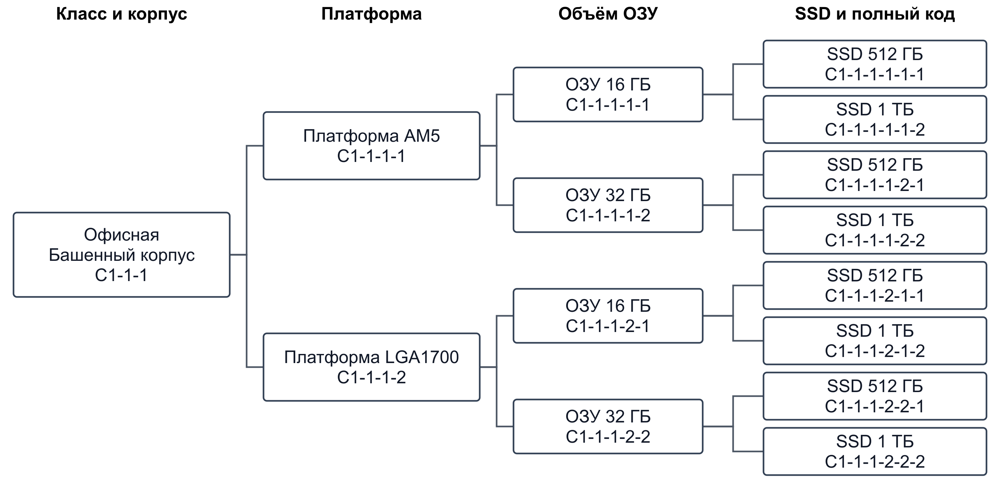 Класс и корпус
Платформа
Объём ОЗУ
SSD и полный код
Офисная
Башенный корпус
С1-1-1
Платформа AM5
С1-1-1-1
Платформа LGA1700
С1-1-1-2
ОЗУ 16 ГБ
С1-1-1-1-1
ОЗУ 32 ГБ
С1-1-1-1-2
ОЗУ 16 ГБ
С1-1-1-2-1
ОЗУ 32 ГБ
С1-1-1-2-2
SSD 512 ГБ
С1-1-1-1-1-1
SSD 1 ТБ
С1-1-1-1-1-2
SSD 512 ГБ
С1-1-1-1-2-1
SSD 1 ТБ
С1-1-1-1-2-2
SSD 512 ГБ
С1-1-1-2-1-1
SSD 1 ТБ
С1-1-1-2-1-2
SSD 512 ГБ
С1-1-1-2-2-1
SSD 1 ТБ
С1-1-1-2-2-2